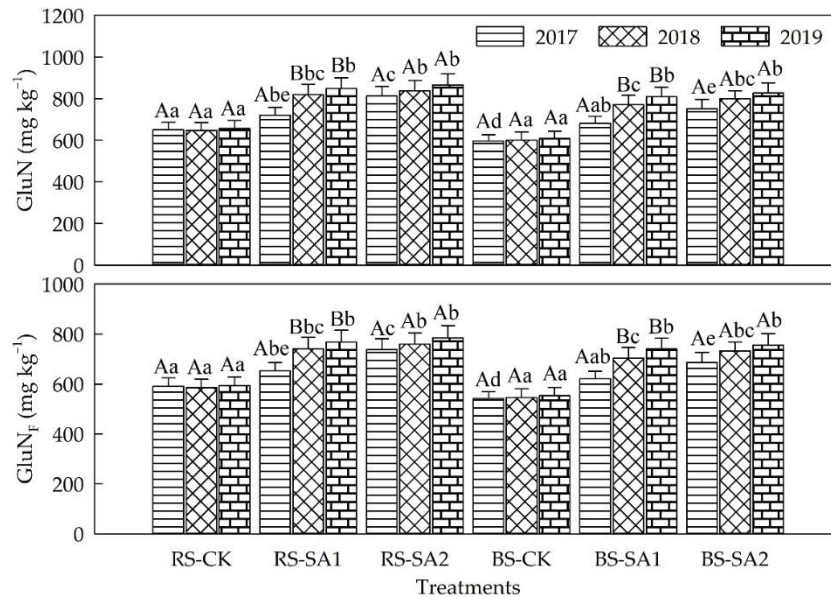 GluN (mg kg⁻¹)
1200
1000
800
600
400
200
0
2017 2018 2019
Aa Aa Aa Abe Bbc Bb Ac Ab Ab Ad Aa Aa Aab Bc Bb Ae Abc Ab
GluN_F (mg kg⁻¹)
1000
800
600
400
200
0
Aa Aa Aa Abe Bbc Bb Ac Ab Ab Ad Aa Aa Aab Bc Bb Ae Abc Ab
RS-CK RS-SA1 RS-SA2 BS-CK BS-SA1 BS-SA2
Treatments